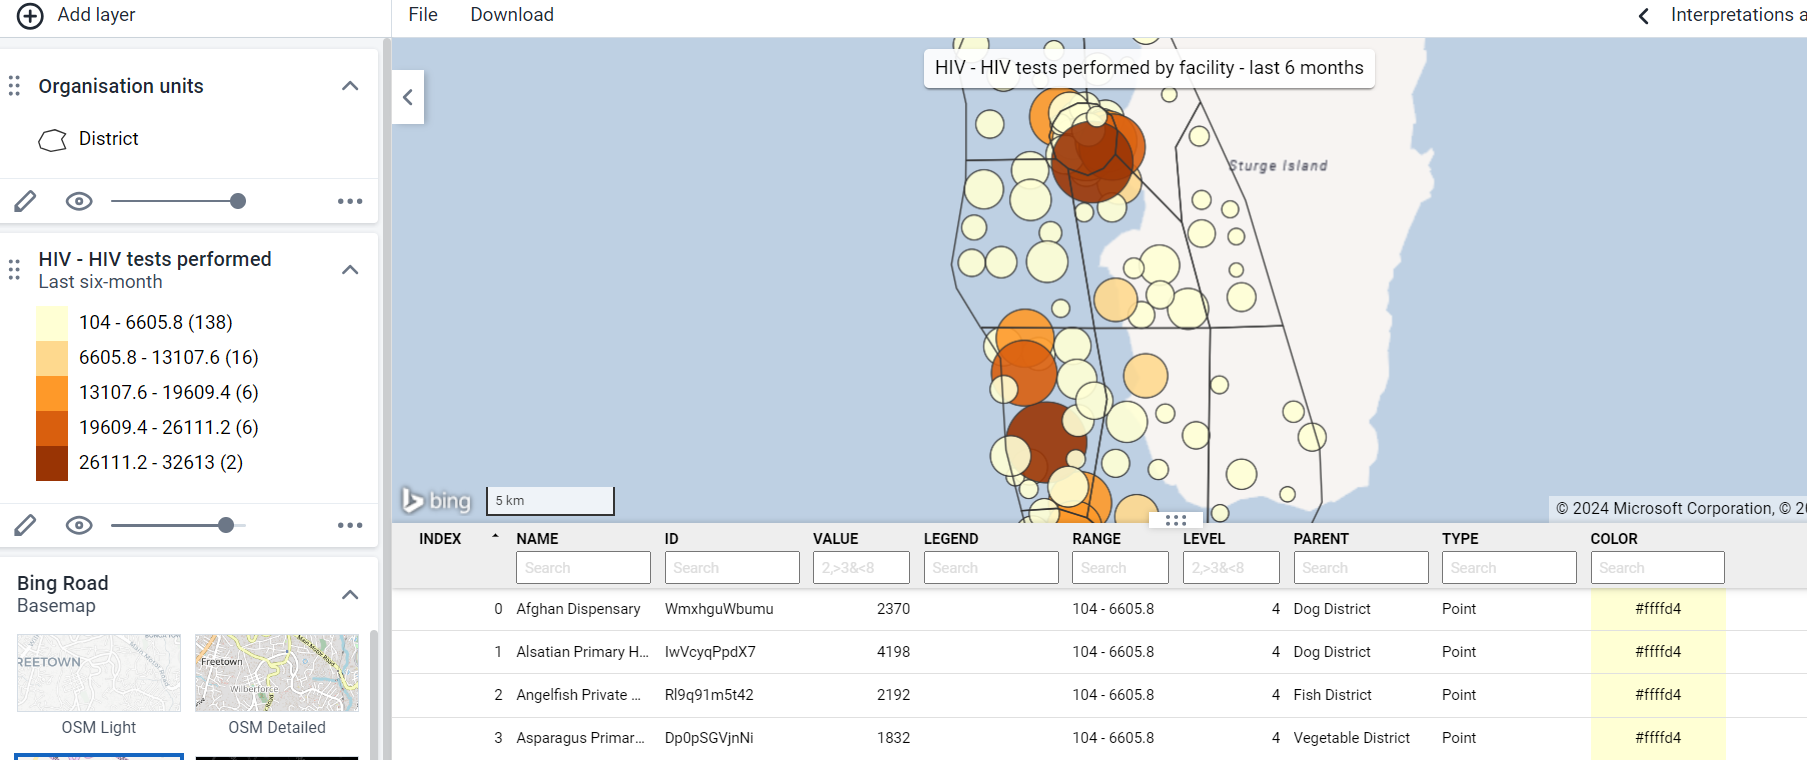 Add layer
File
Download
Interpretations a
Organisation units
District
HIV - HIV tests performed
Last six-month
104 - 6605.8 (138)
6605.8 - 13107.6 (16)
13107.6 - 19609.4 (6)
19609.4 - 26111.2 (6)
26111.2 - 32613 (2)
Bing Road
Basemap
REETOWN
OSM Light
Freetown
Wilberforce
OSM Detailed
HIV - HIV tests performed by facility - last 6 months
Sturge Island
bing
5 km
© 2024 Microsoft Corporation, © 20
INDEX NAME ID VALUE LEGEND RANGE LEVEL PARENT TYPE COLOR
Search Search 2,>3&<8 Search Search 2,>3&<8 Search Search Search
0 Afghan Dispensary WmxhguWbumu 2370 104 - 6605.8 4 Dog District Point #ffffd4
1 Alsatian Primary H... IwVcyqPpdX7 4198 104 - 6605.8 4 Dog District Point #ffffd4
2 Angelfish Private ... Rl9q91m5t42 2192 104 - 6605.8 4 Fish District Point #ffffd4
3 Asparagus Primar... Dp0pSGVjnNi 1832 104 - 6605.8 4 Vegetable District Point #ffffd4